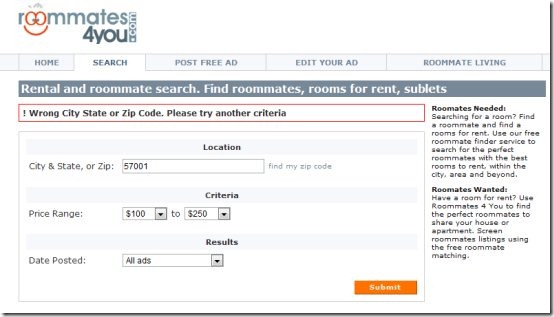 roommates
4you.com
HOME
SEARCH
POST FREE AD
EDIT YOUR AD
ROOMMATE LIVING
Rental and roommate search. Find roommates, rooms for rent, sublets
! Wrong City State or Zip Code. Please try another criteria
Location
City & State, or Zip: 57001 find my zip code
Criteria
Price Range: $100 to $250
Results
Date Posted: All ads
Submit
Roomates Needed:
Searching for a room? Find
a roommate and find a
rooms for rent. Use our free
roommate finder service to
search for the perfect
roommates with the best
rooms to rent, within the
city, area and beyond.
Roomates Wanted:
Have a room for rent? Use
Roommates 4 You to find
the perfect roommates to
share your house or
apartment. Screen
roommates listings using
the free roommate
matching.